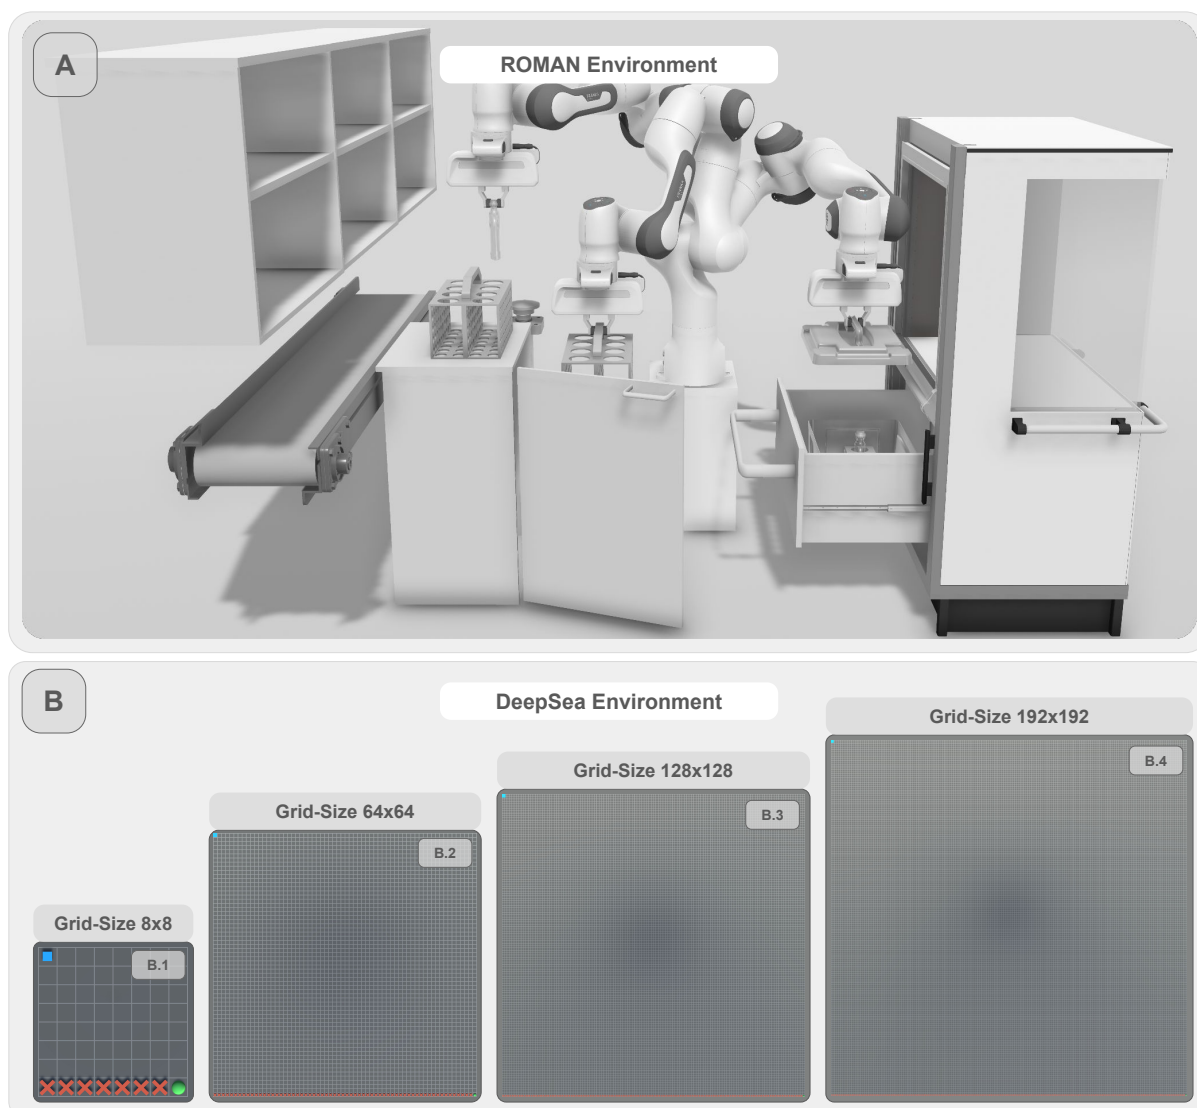 A
ROMAN Environment
B
DeepSea Environment
Grid-Size 192x192
B.4
Grid-Size 128x128
B.3
Grid-Size 64x64
B.2
Grid-Size 8x8
B.1